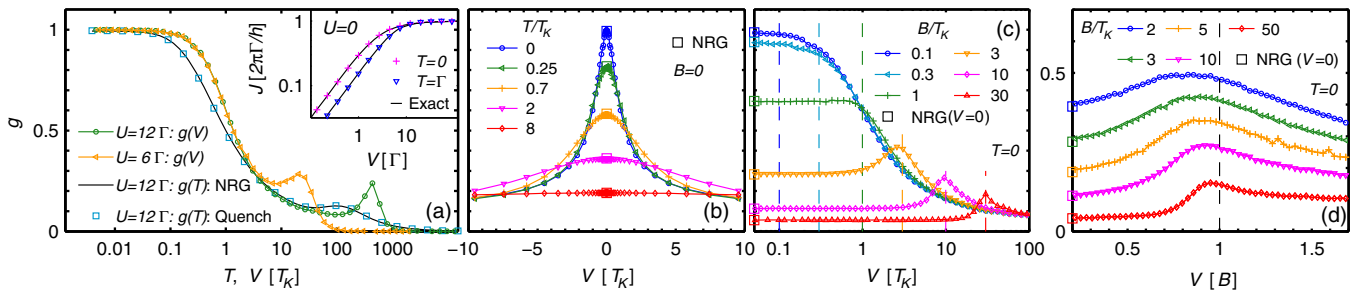 g
1
0.5
0
0.01
0.1
1
10
100
1000
T, V [T_K]
U=12 Γ: g(V)
U= 6 Γ: g(V)
U=12 Γ: g(T): NRG
U=12 Γ: g(T): Quench
(a)
U=0
J [2πΓ/h]
1
0.1
1
10
V [Γ]
T=0
T=Γ
Exact
T/T_K
0
0.25
0.7
2
8
NRG
B=0
(b)
−10
−5
0
5
10
V [T_K]
(c)
B/T_K
0.1
0.3
1
3
10
30
NRG(V=0)
T=0
0.1
1
10
100
V [T_K]
B/T_K
2
5
50
3
10
NRG (V=0)
T=0
0.5
0
(d)
0.5
1
1.5
V [B]